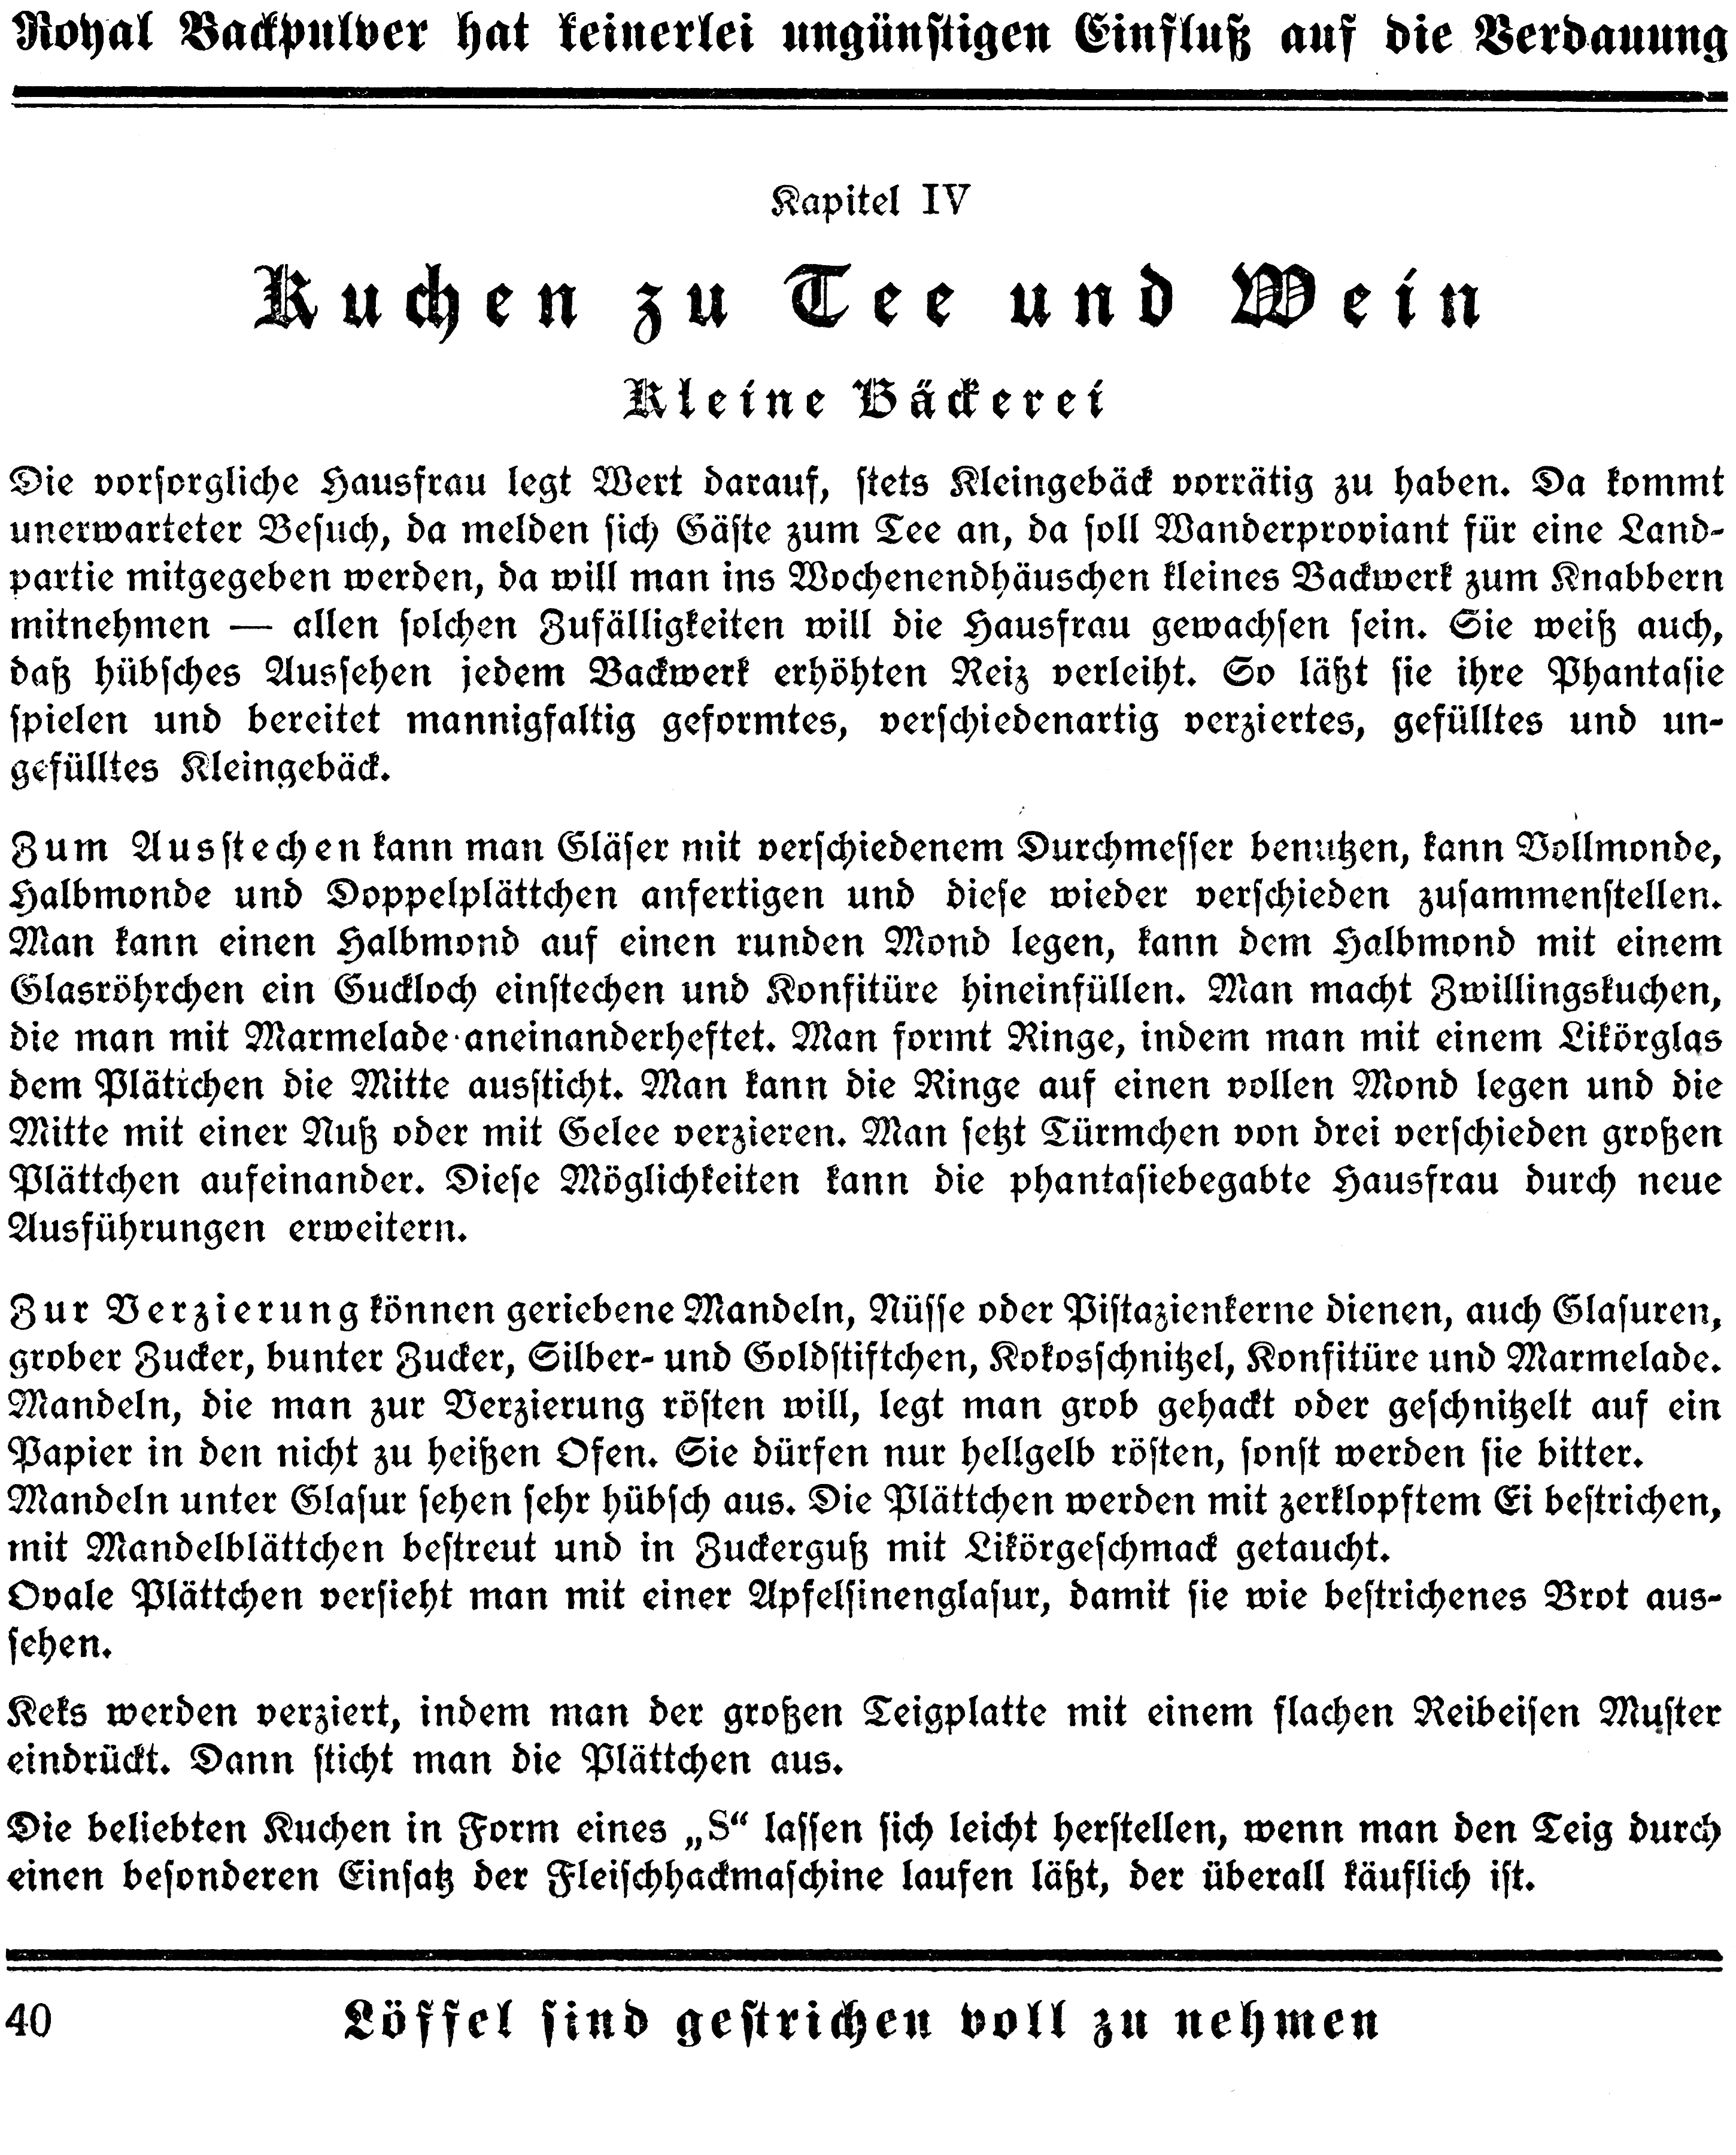 Royal Backpulver hat keinerlei ungünstigen Einfluß auf die Verdauung
Kapitel IV
Kuchen zu Tee und Wein
Kleine Bäckerei
Die vorsorgliche Hausfrau legt Wert darauf, stets Kleingebäck vorrätig zu haben. Da kommt
unerwarteter Besuch, da melden sich Gäste zum Tee an, da soll Wanderproviant für eine Land-
partie mitgegeben werden, da will man ins Wochenendhäuschen kleines Backwerk zum Knabbern
mitnehmen — allen solchen Zufälligkeiten will die Hausfrau gewachsen sein. Sie weiß auch,
daß hübsches Aussehen jedem Backwerk erhöhten Reiz verleiht. So läßt sie ihre Phantasie
spielen und bereitet mannigfaltig geformtes, verschiedenartig verziertes, gefülltes und un-
gefülltes Kleingebäck.
Zum Ausstechen kann man Gläser mit verschiedenem Durchmesser benutzen, kann Vollmonde,
Halbmonde und Doppelplättchen anfertigen und diese wieder verschieden zusammenstellen.
Man kann einen Halbmond auf einen runden Mond legen, kann dem Halbmond mit einem
Glasröhrchen ein Guckloch einstechen und Konfitüre hineinfüllen. Man macht Zwillingskuchen,
die man mit Marmelade aneinanderheftet. Man formt Ringe, indem man mit einem Likörglas
dem Plättchen die Mitte aussticht. Man kann die Ringe auf einen vollen Mond legen und die
Mitte mit einer Nuß oder mit Gelee verzieren. Man setzt Türmchen von drei verschieden großen
Plättchen aufeinander. Diese Möglichkeiten kann die phantasiebegabte Hausfrau durch neue
Ausführungen erweitern.
Zur Verzierung können geriebene Mandeln, Nüsse oder Pistazienkerne dienen, auch Glasuren,
grober Zucker, bunter Zucker, Silber- und Goldstiftchen, Kokosschnitzel, Konfitüre und Marmelade.
Mandeln, die man zur Verzierung rösten will, legt man grob gehackt oder geschnitzelt auf ein
Papier in den nicht zu heißen Ofen. Sie dürfen nur hellgelb rösten, sonst werden sie bitter.
Mandeln unter Glasur sehen sehr hübsch aus. Die Plättchen werden mit zerklopftem Ei bestrichen,
mit Mandelblättchen bestreut und in Zuckerguß mit Likörgeschmack getaucht.
Ovale Plättchen versieht man mit einer Apfelsinenglasur, damit sie wie bestrichenes Brot aus-
sehen.
Keks werden verziert, indem man der großen Teigplatte mit einem flachen Reibeisen Muster
eindrückt. Dann sticht man die Plättchen aus.
Die beliebten Kuchen in Form eines „S“ lassen sich leicht herstellen, wenn man den Teig durch
einen besonderen Einsatz der Fleischhackmaschine laufen läßt, der überall käuflich ist.
40
Löffel sind gestrichen voll zu nehmen